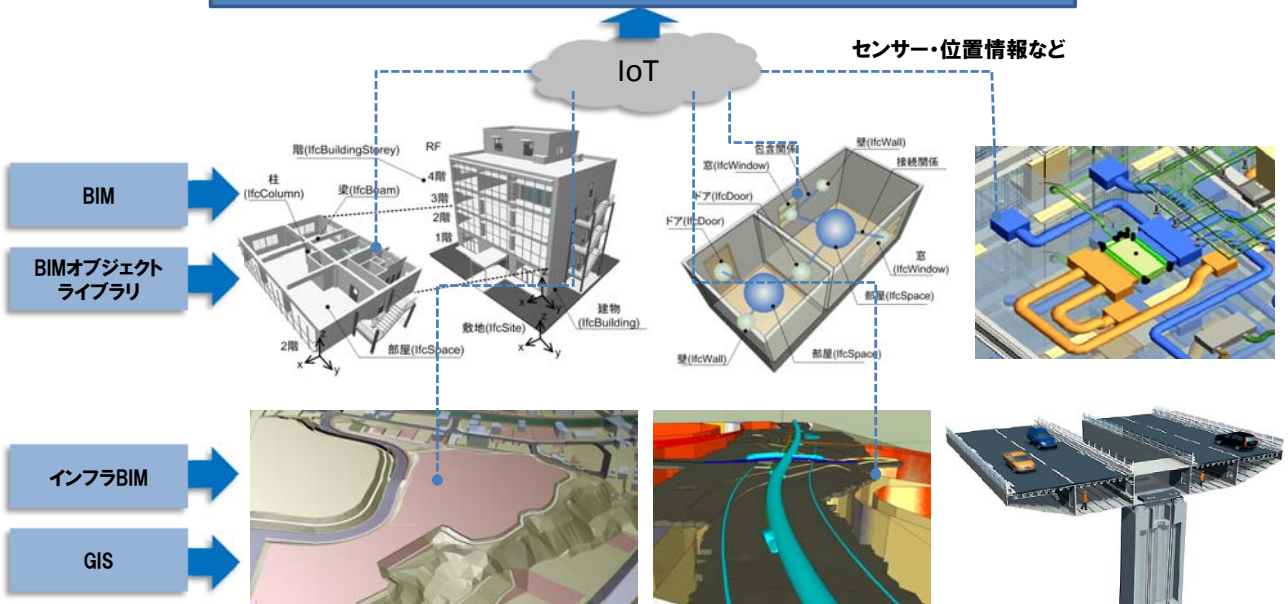 IoT
センサー・位置情報など
BIM
BIMオブジェクト
ライブラリ
階(IfcBuildingStorey)
RF
4階
3階
2階
1階
柱
(IfcColumn)
梁(IfcBeam)
2階
部屋(IfcSpace)
敷地(IfcSite)
建物
(IfcBuilding)
z
x
y
z
x
y
z
x
y
壁(IfcWall)
包含関係
接続関係
窓(IfcWindow)
ドア(IfcDoor)
ドア(IfcDoor)
窓
(IfcWindow)
部屋(IfcSpace)
部屋(IfcSpace)
壁(IfcWall)
インフラBIM
GIS